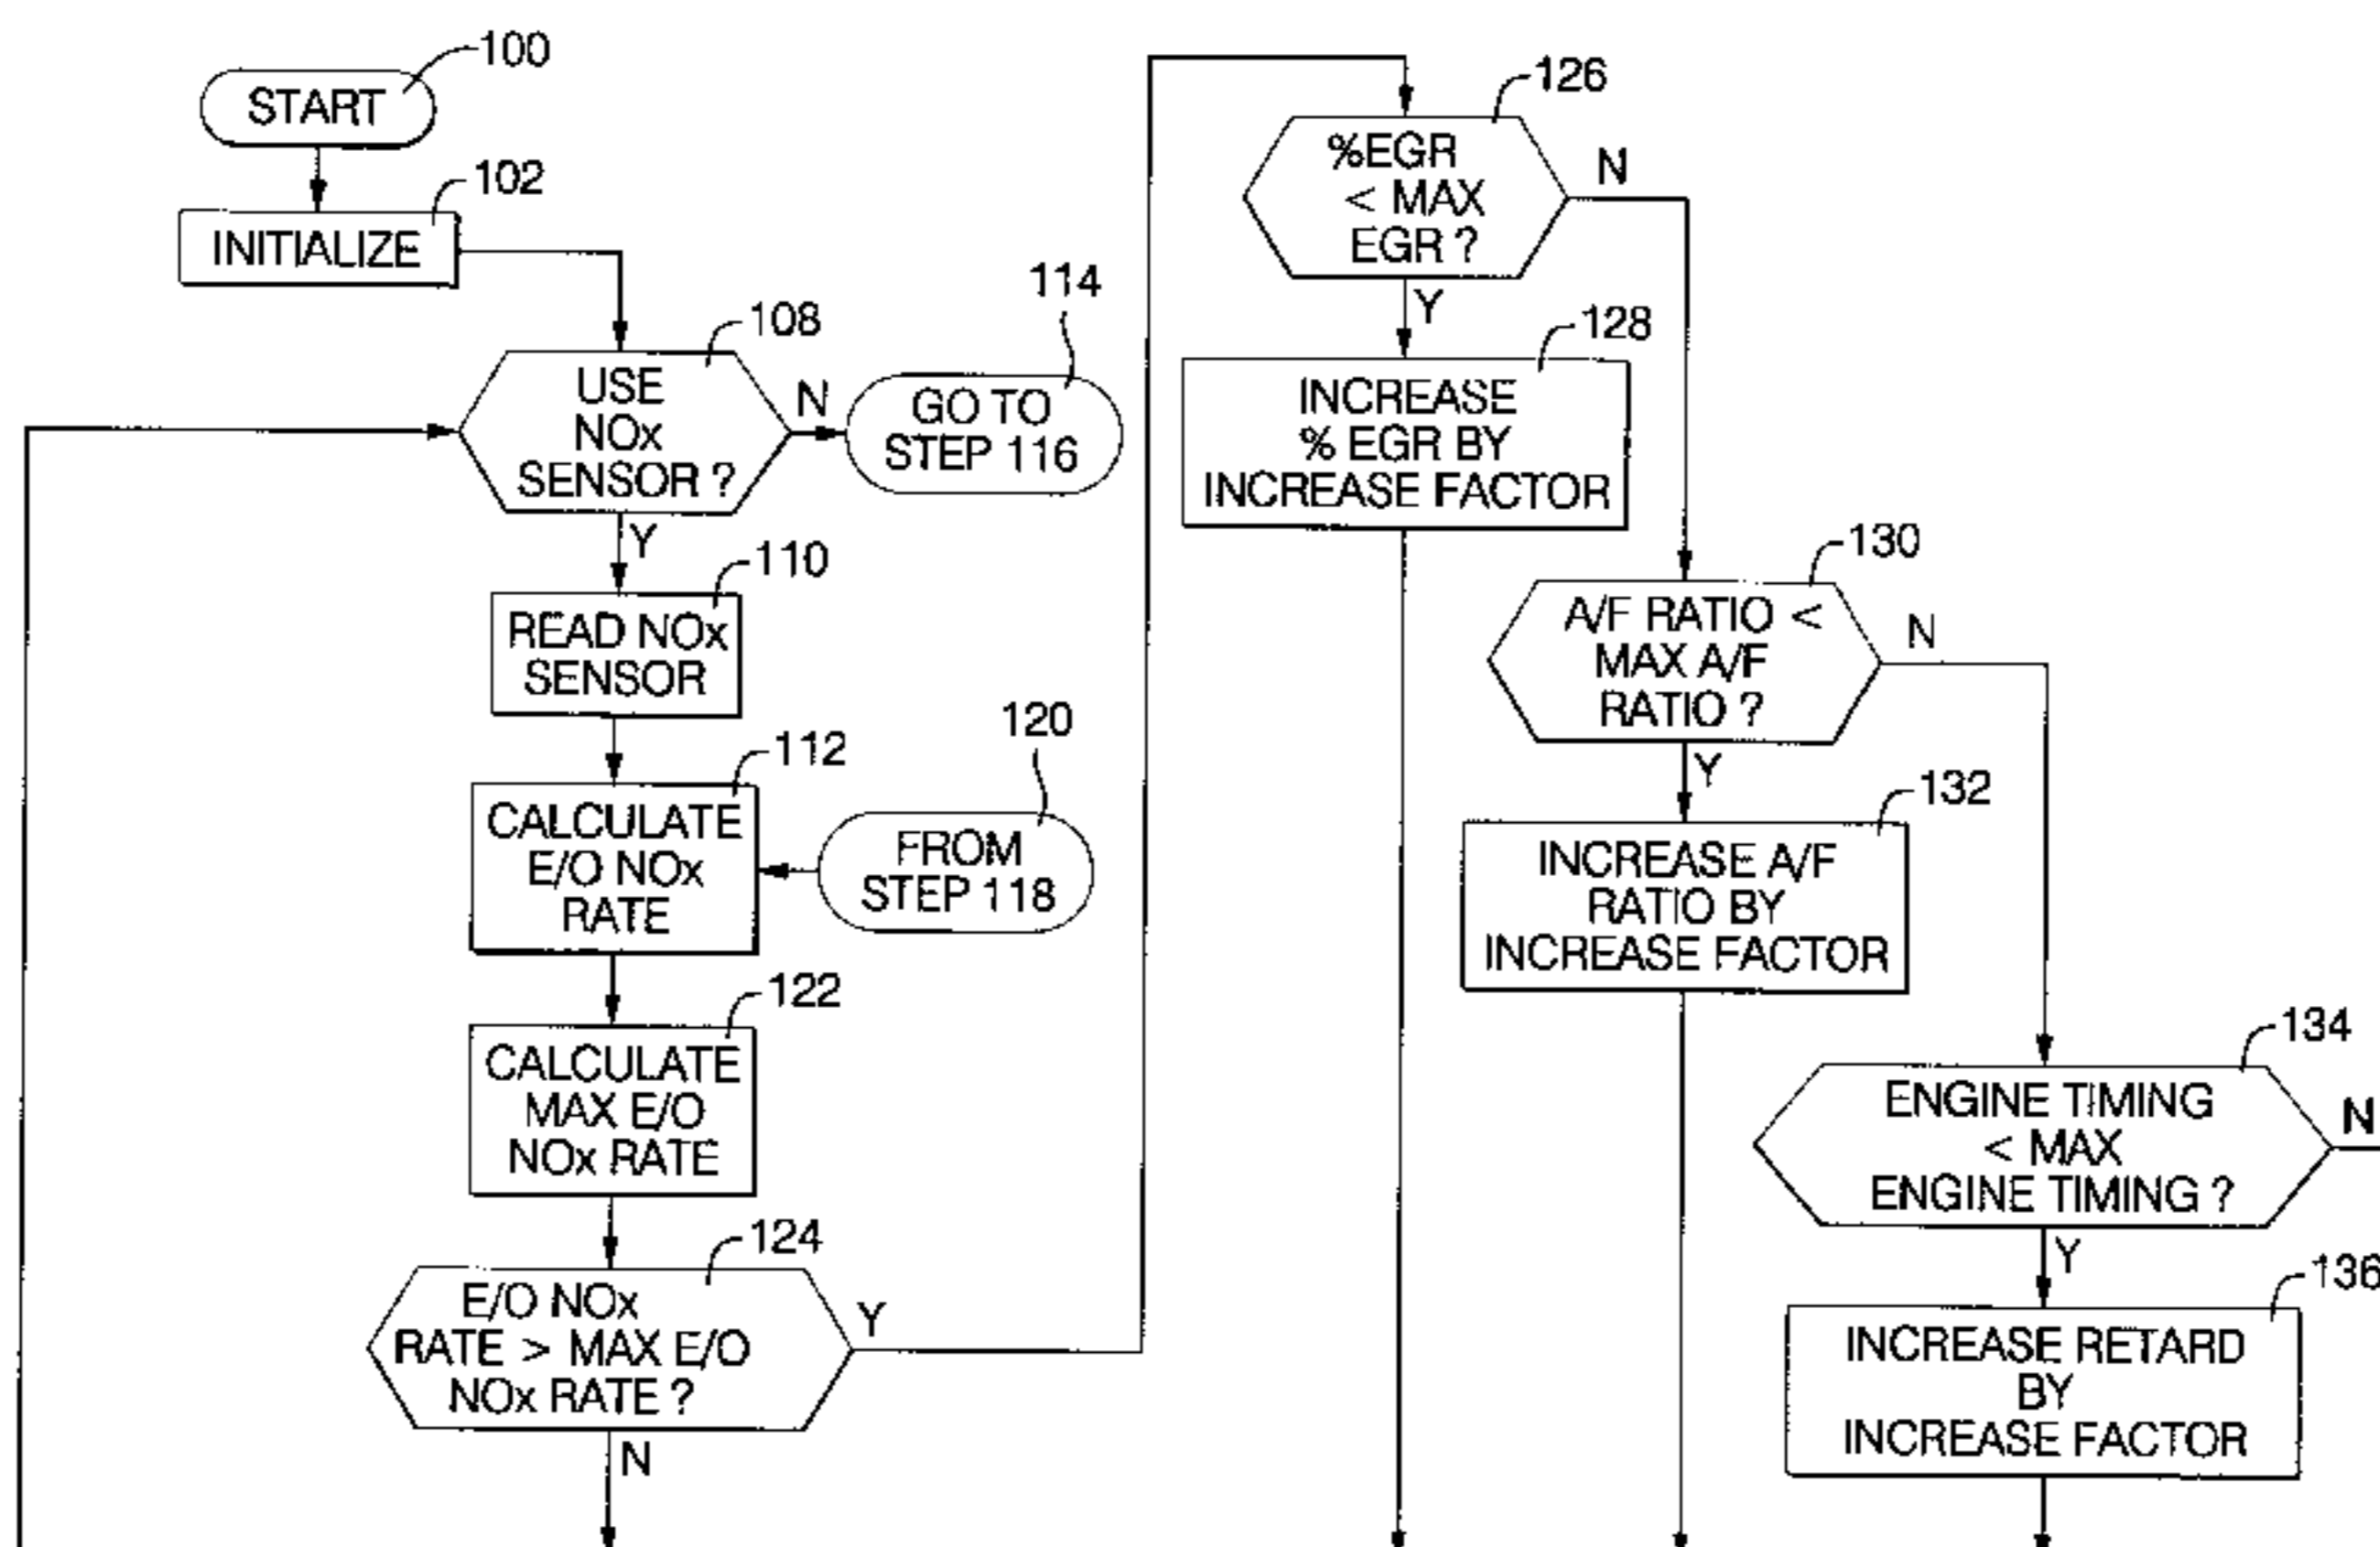 100
START
102
INITIALIZE
108
USE
NOx
SENSOR ?
N
114
GO TO
STEP 116
Y
110
READ NOx
SENSOR
112
CALCULATE
E/O NOx
RATE
120
FROM
STEP 118
122
CALCULATE
MAX E/O
NOx RATE
124
E/O NOx
RATE > MAX E/O
NOx RATE ?
Y
N
126
%EGR
< MAX
EGR ?
N
Y
128
INCREASE
% EGR BY
INCREASE FACTOR
130
A/F RATIO <
MAX A/F
RATIO ?
N
Y
132
INCREASE A/F
RATIO BY
INCREASE FACTOR
134
ENGINE TIMING
< MAX
ENGINE TIMING ?
N
Y
136
INCREASE RETARD
BY
INCREASE FACTOR